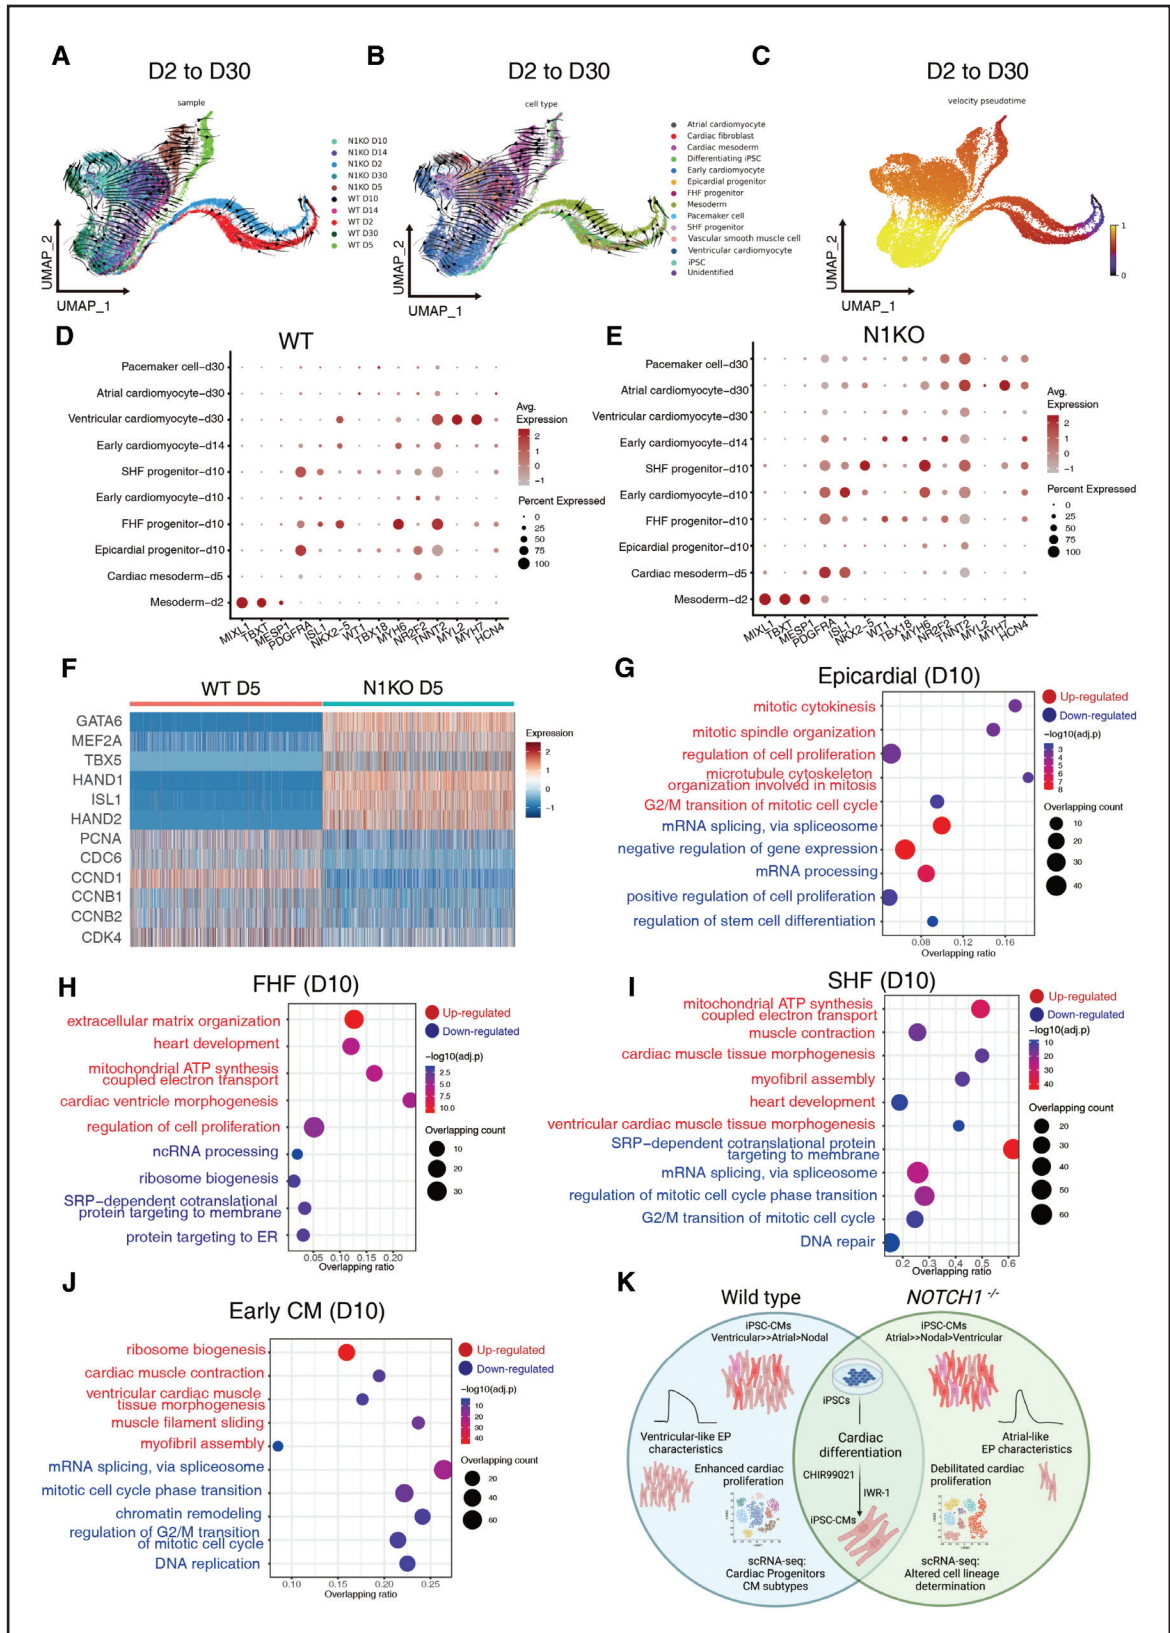 A
D2 to D30
sample
N1KO D10
N1KO D14
N1KO D2
N1KO D30
N1KO D5
WT D10
WT D14
WT D2
WT D30
WT D5
UMAP_2
UMAP_1
B
D2 to D30
cell type
Atrial cardiomyocyte
Cardiac fibroblast
Cardiac mesoderm
Differentiating iPSC
Early cardiomyocyte
Epicardial progenitor
FHF progenitor
Mesoderm
Pacemaker cell
SHF progenitor
Vascular smooth muscle cell
Ventricular cardiomyocyte
iPSC
Unidentified
UMAP_2
UMAP_1
C
D2 to D30
velocity pseudotime
1
0
UMAP_2
UMAP_1
D
WT
Pacemaker cell-d30
Atrial cardiomyocyte-d30
Ventricular cardiomyocyte-d30
Early cardiomyocyte-d14
SHF progenitor-d10
Early cardiomyocyte-d10
FHF progenitor-d10
Epicardial progenitor-d10
Cardiac mesoderm-d5
Mesoderm-d2
MIXL1
TBXT
MESP1
PDGFRA
ISL1
NKX2-5
WT1
TBX18
MYH6
NR2F2
TNNT2
MYL2
MYH7
HCN4
Avg.
Expression
2
1
0
-1
Percent Expressed
0
25
50
75
100
E
N1KO
Pacemaker cell-d30
Atrial cardiomyocyte-d30
Ventricular cardiomyocyte-d30
Early cardiomyocyte-d14
SHF progenitor-d10
Early cardiomyocyte-d10
FHF progenitor-d10
Epicardial progenitor-d10
Cardiac mesoderm-d5
Mesoderm-d2
MIXL1
TBXT
MESP1
PDGFRA
ISL1
NKX2-5
WT1
TBX18
MYH6
NR2F2
TNNT2
MYL2
MYH7
HCN4
Avg.
Expression
2
1
0
-1
Percent Expressed
0
25
50
75
100
F
WT D5
N1KO D5
GATA6
MEF2A
TBX5
HAND1
ISL1
HAND2
PCNA
CDC6
CCND1
CCNB1
CCNB2
CDK4
Expression
2
1
0
-1
G
Epicardial (D10)
mitotic cytokinesis
mitotic spindle organization
regulation of cell proliferation
microtubule cytoskeleton
organization involved in mitosis
G2/M transition of mitotic cell cycle
mRNA splicing, via spliceosome
negative regulation of gene expression
mRNA processing
positive regulation of cell proliferation
regulation of stem cell differentiation
0.08
0.12
0.16
Overlapping ratio
Up-regulated
Down-regulated
-log10(adj.p)
3
4
5
6
7
8
Overlapping count
10
20
30
40
H
FHF (D10)
extracellular matrix organization
heart development
mitochondrial ATP synthesis
coupled electron transport
cardiac ventricle morphogenesis
regulation of cell proliferation
ncRNA processing
ribosome biogenesis
SRP-dependent cotranslational
protein targeting to membrane
protein targeting to ER
0.05
0.10
0.15
0.20
Overlapping ratio
Up-regulated
Down-regulated
-log10(adj.p)
2.5
5.0
7.5
10.0
Overlapping count
10
20
30
I
SHF (D10)
mitochondrial ATP synthesis
coupled electron transport
muscle contraction
cardiac muscle tissue morphogenesis
myofibril assembly
heart development
ventricular cardiac muscle tissue morphogenesis
SRP-dependent cotranslational protein
targeting to membrane
mRNA splicing, via spliceosome
regulation of mitotic cell cycle phase transition
G2/M transition of mitotic cell cycle
DNA repair
0.2
0.3
0.4
0.5
0.6
Overlapping ratio
Up-regulated
Down-regulated
-log10(adj.p)
10
20
30
40
Overlapping count
20
30
40
50
60
J
Early CM (D10)
ribosome biogenesis
cardiac muscle contraction
ventricular cardiac muscle
tissue morphogenesis
muscle filament sliding
myofibril assembly
mRNA splicing, via spliceosome
mitotic cell cycle phase transition
chromatin remodeling
regulation of G2/M transition
of mitotic cell cycle
DNA replication
0.10
0.15
0.20
0.25
Overlapping ratio
Up-regulated
Down-regulated
-log10(adj.p)
10
20
30
40
Overlapping count
20
40
60
K
Wild type
NOTCH1 -/-
iPSC-CMs
Ventricular>>Atrial>Nodal
iPSC-CMs
Atrial>>Nodal>Ventricular
iPSCs
Ventricular-like EP
characteristics
Cardiac
differentiation
Atrial-like
EP characteristics
Enhanced cardiac
proliferation
CHIR99021
IWR-1
Debilitated cardiac
proliferation
iPSC-CMs
scRNA-seq:
Cardiac Progenitors
CM subtypes
scRNA-seq:
Altered cell lineage
determination